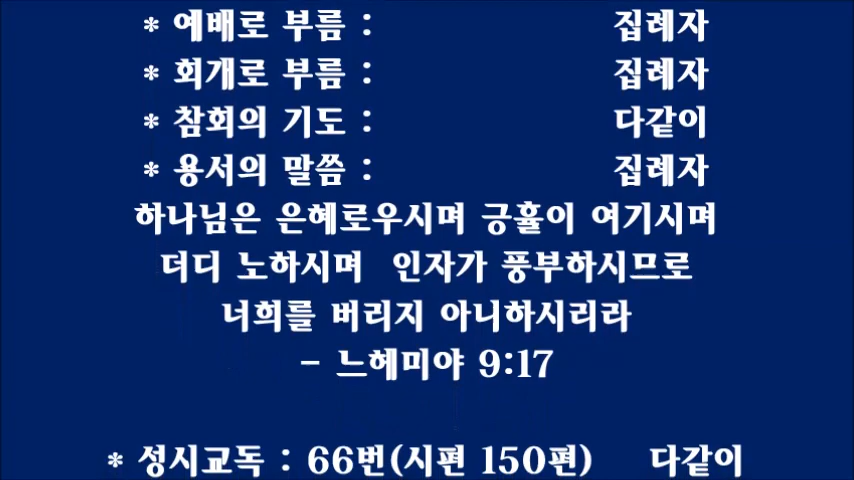 * 예배로 부름 : 집례자
* 회개로 부름 : 집례자
* 참회의 기도 : 다같이
* 용서의 말씀 : 집례자
하나님은 은혜로우시며 긍휼이 여기시며
더디 노하시며 인자가 풍부하시므로
너희를 버리지 아니하시리라
- 느헤미야 9:17
* 성시교독 : 66번(시편 150편) 다같이